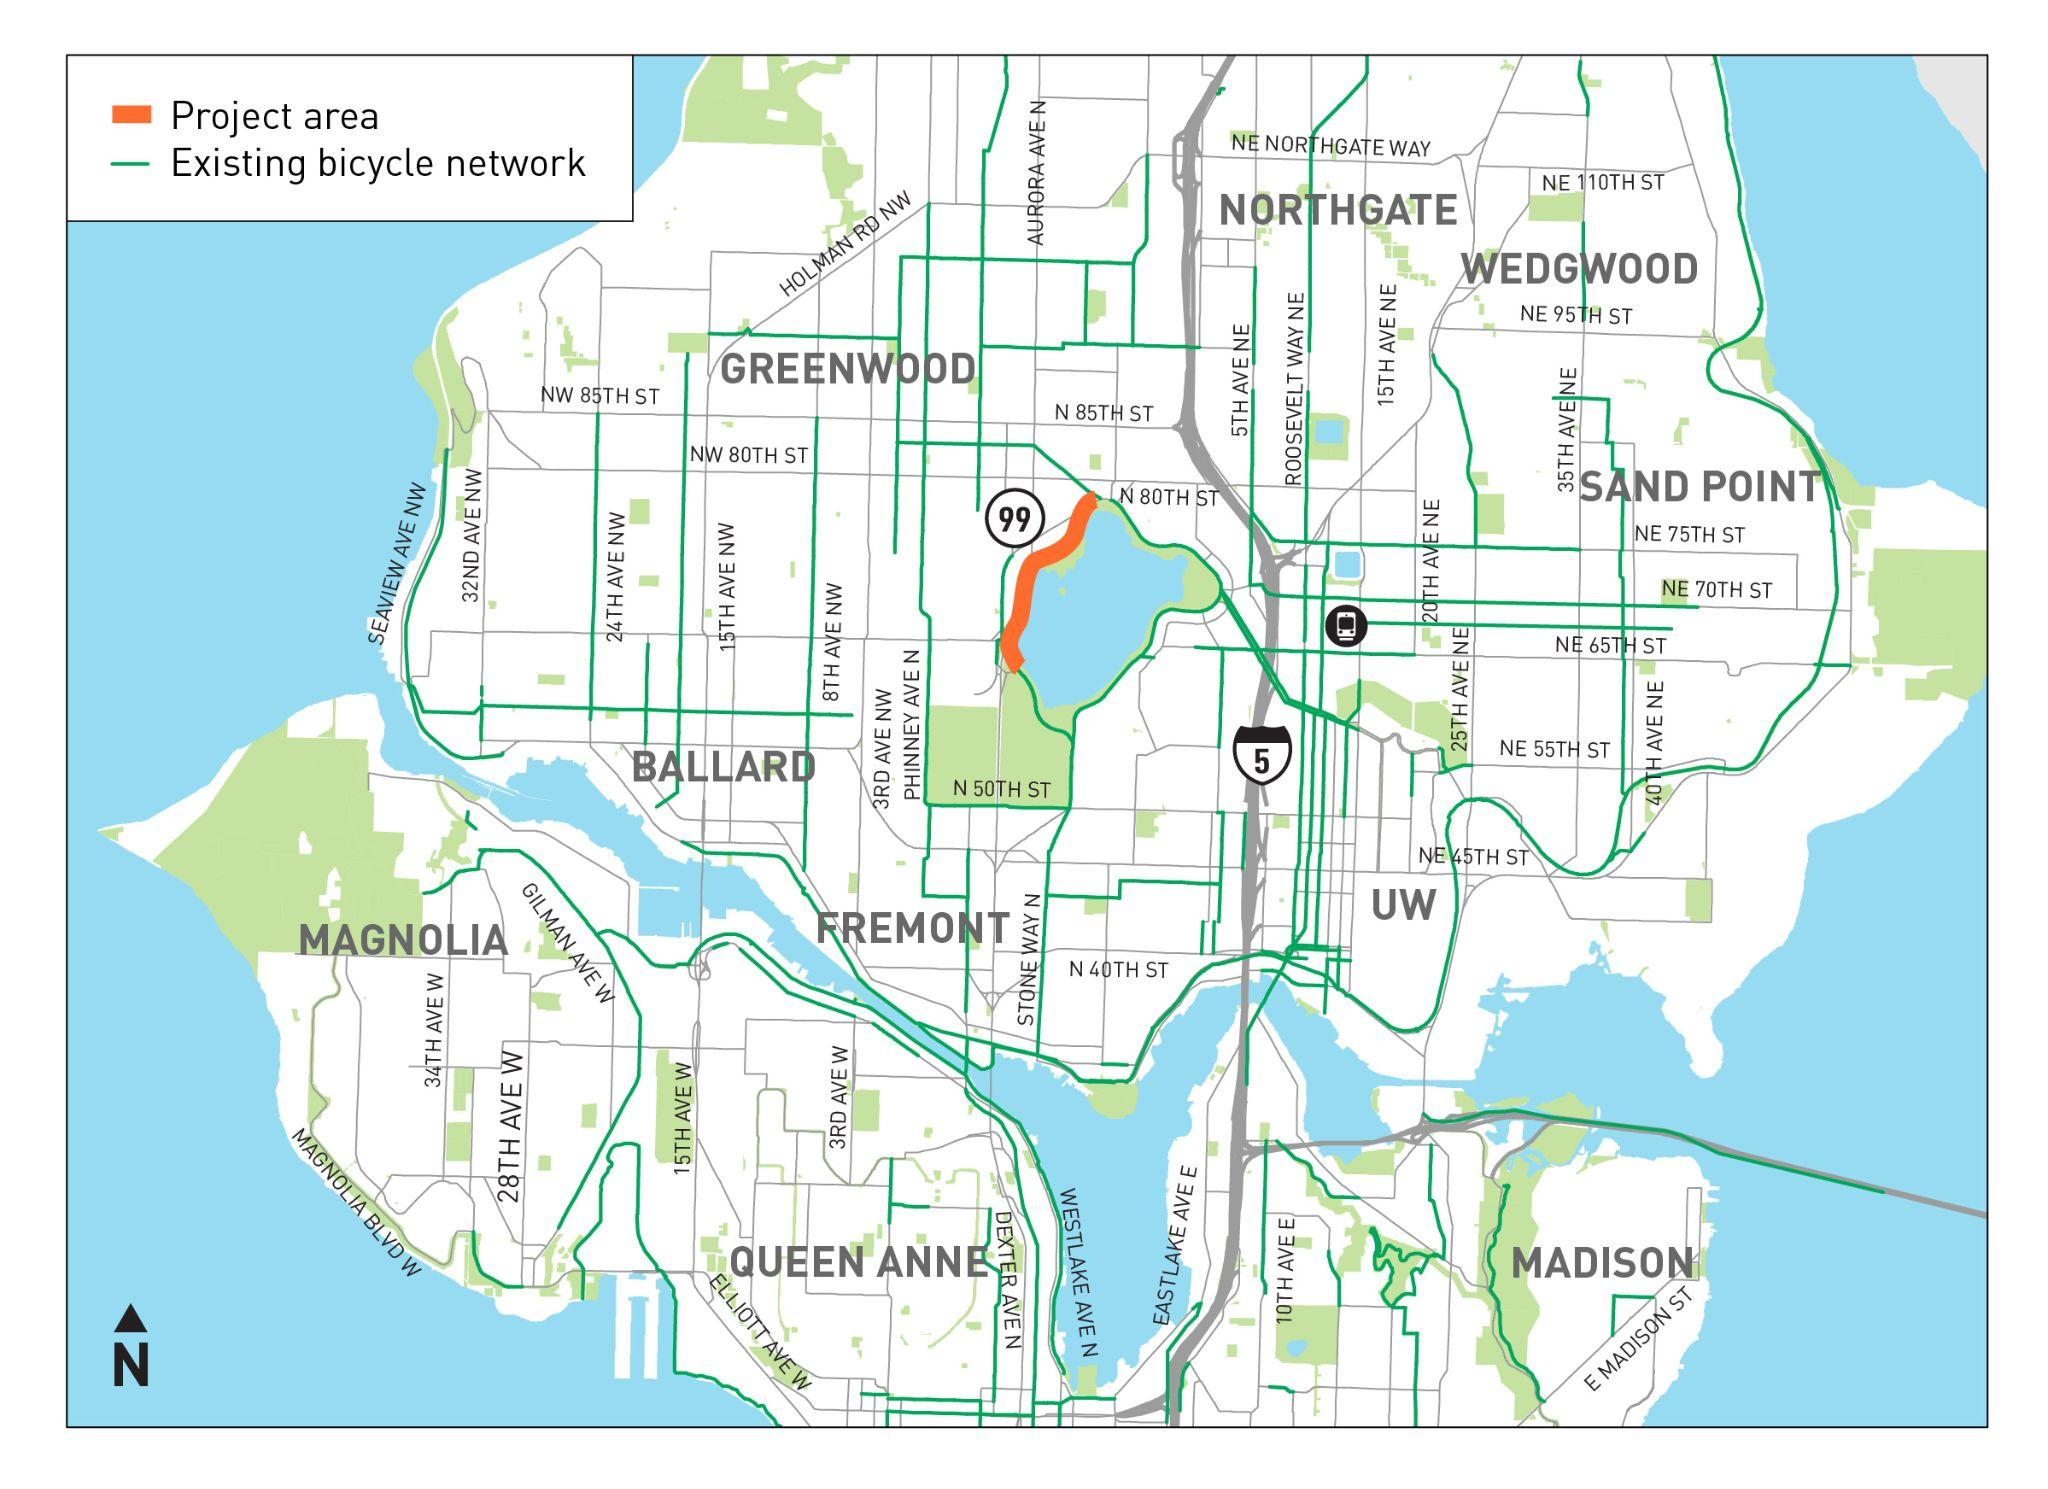 Project area
Existing bicycle network
AURORA AVE N
NE NORTHGATE WAY
NE 110TH ST
HOLMAN RD NW
NORTHGATE
WEDGWOOD
NE 95TH ST
5TH AVE NE
ROOSEVELT WAY NE
15TH AVE NE
GREENWOOD
NW 85TH ST
N 85TH ST
35TH AVE NE
NW 80TH ST
N 80TH ST
SAND POINT
99
NE 75TH ST
SEAVIEW AVE NW
32ND AVE NW
24TH AVE NW
15TH AVE NW
8TH AVE NW
20TH AVE NE
NE 70TH ST
NE 65TH ST
3RD AVE NW
PHINNEY AVE N
25TH AVE NE
40TH AVE NE
5
NE 55TH ST
BALLARD
N 50TH ST
NE 45TH ST
UW
FREMONT
MAGNOLIA
GILMAN AVE W
STONE WAY N
N 40TH ST
34TH AVE W
28TH AVE W
15TH AVE W
3RD AVE W
MAGNOLIA BLVD W
QUEEN ANNE
ELLIOTT AVE W
DEXTER AVE N
WESTLAKE AVE N
EASTLAKE AVE E
10TH AVE E
MADISON
E MADISON ST
N